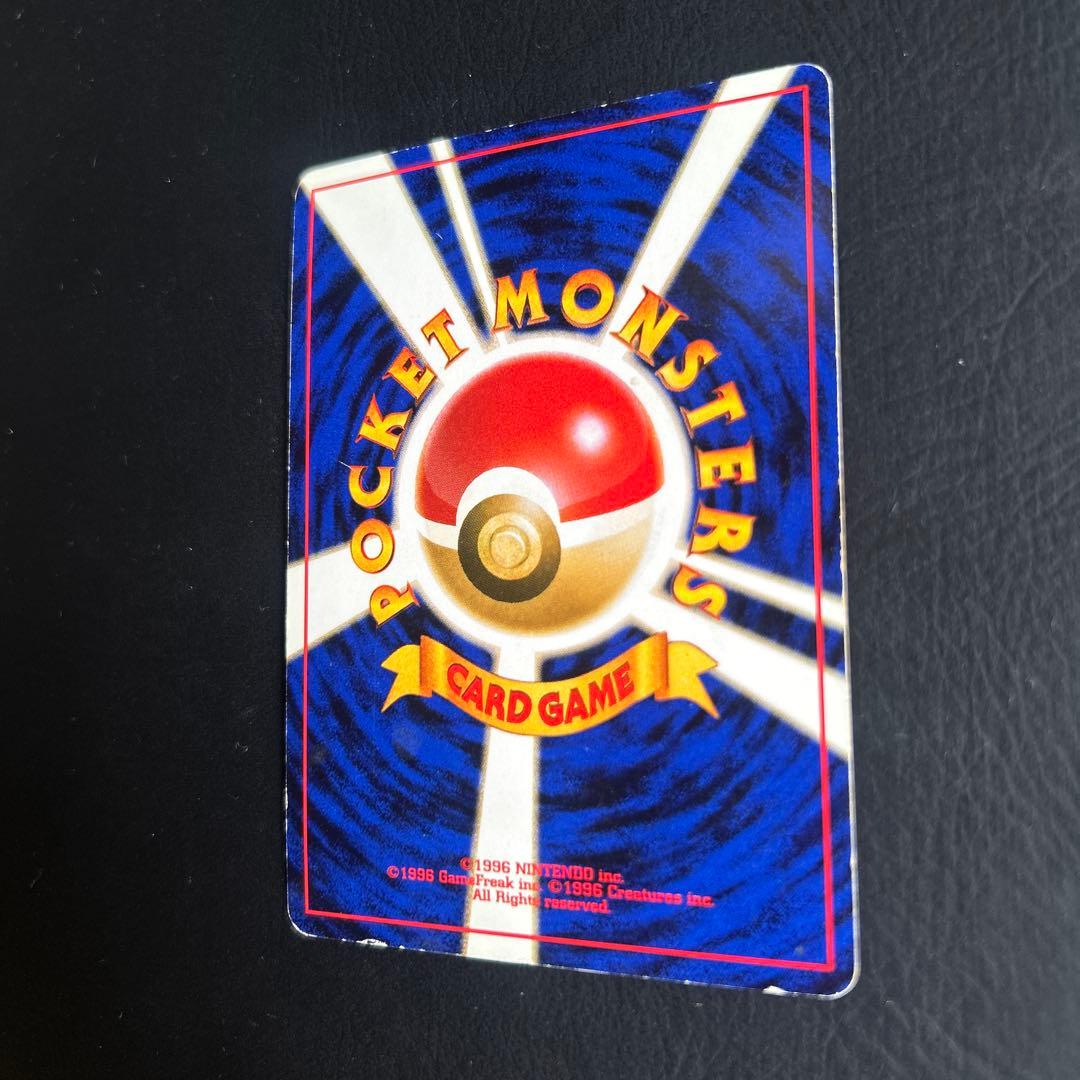 POCKET MONSTERS
CARD GAME
©1996 NINTENDO inc.
©1996 GameFreak inc. ©1996 Creatures inc.
All Rights reserved.